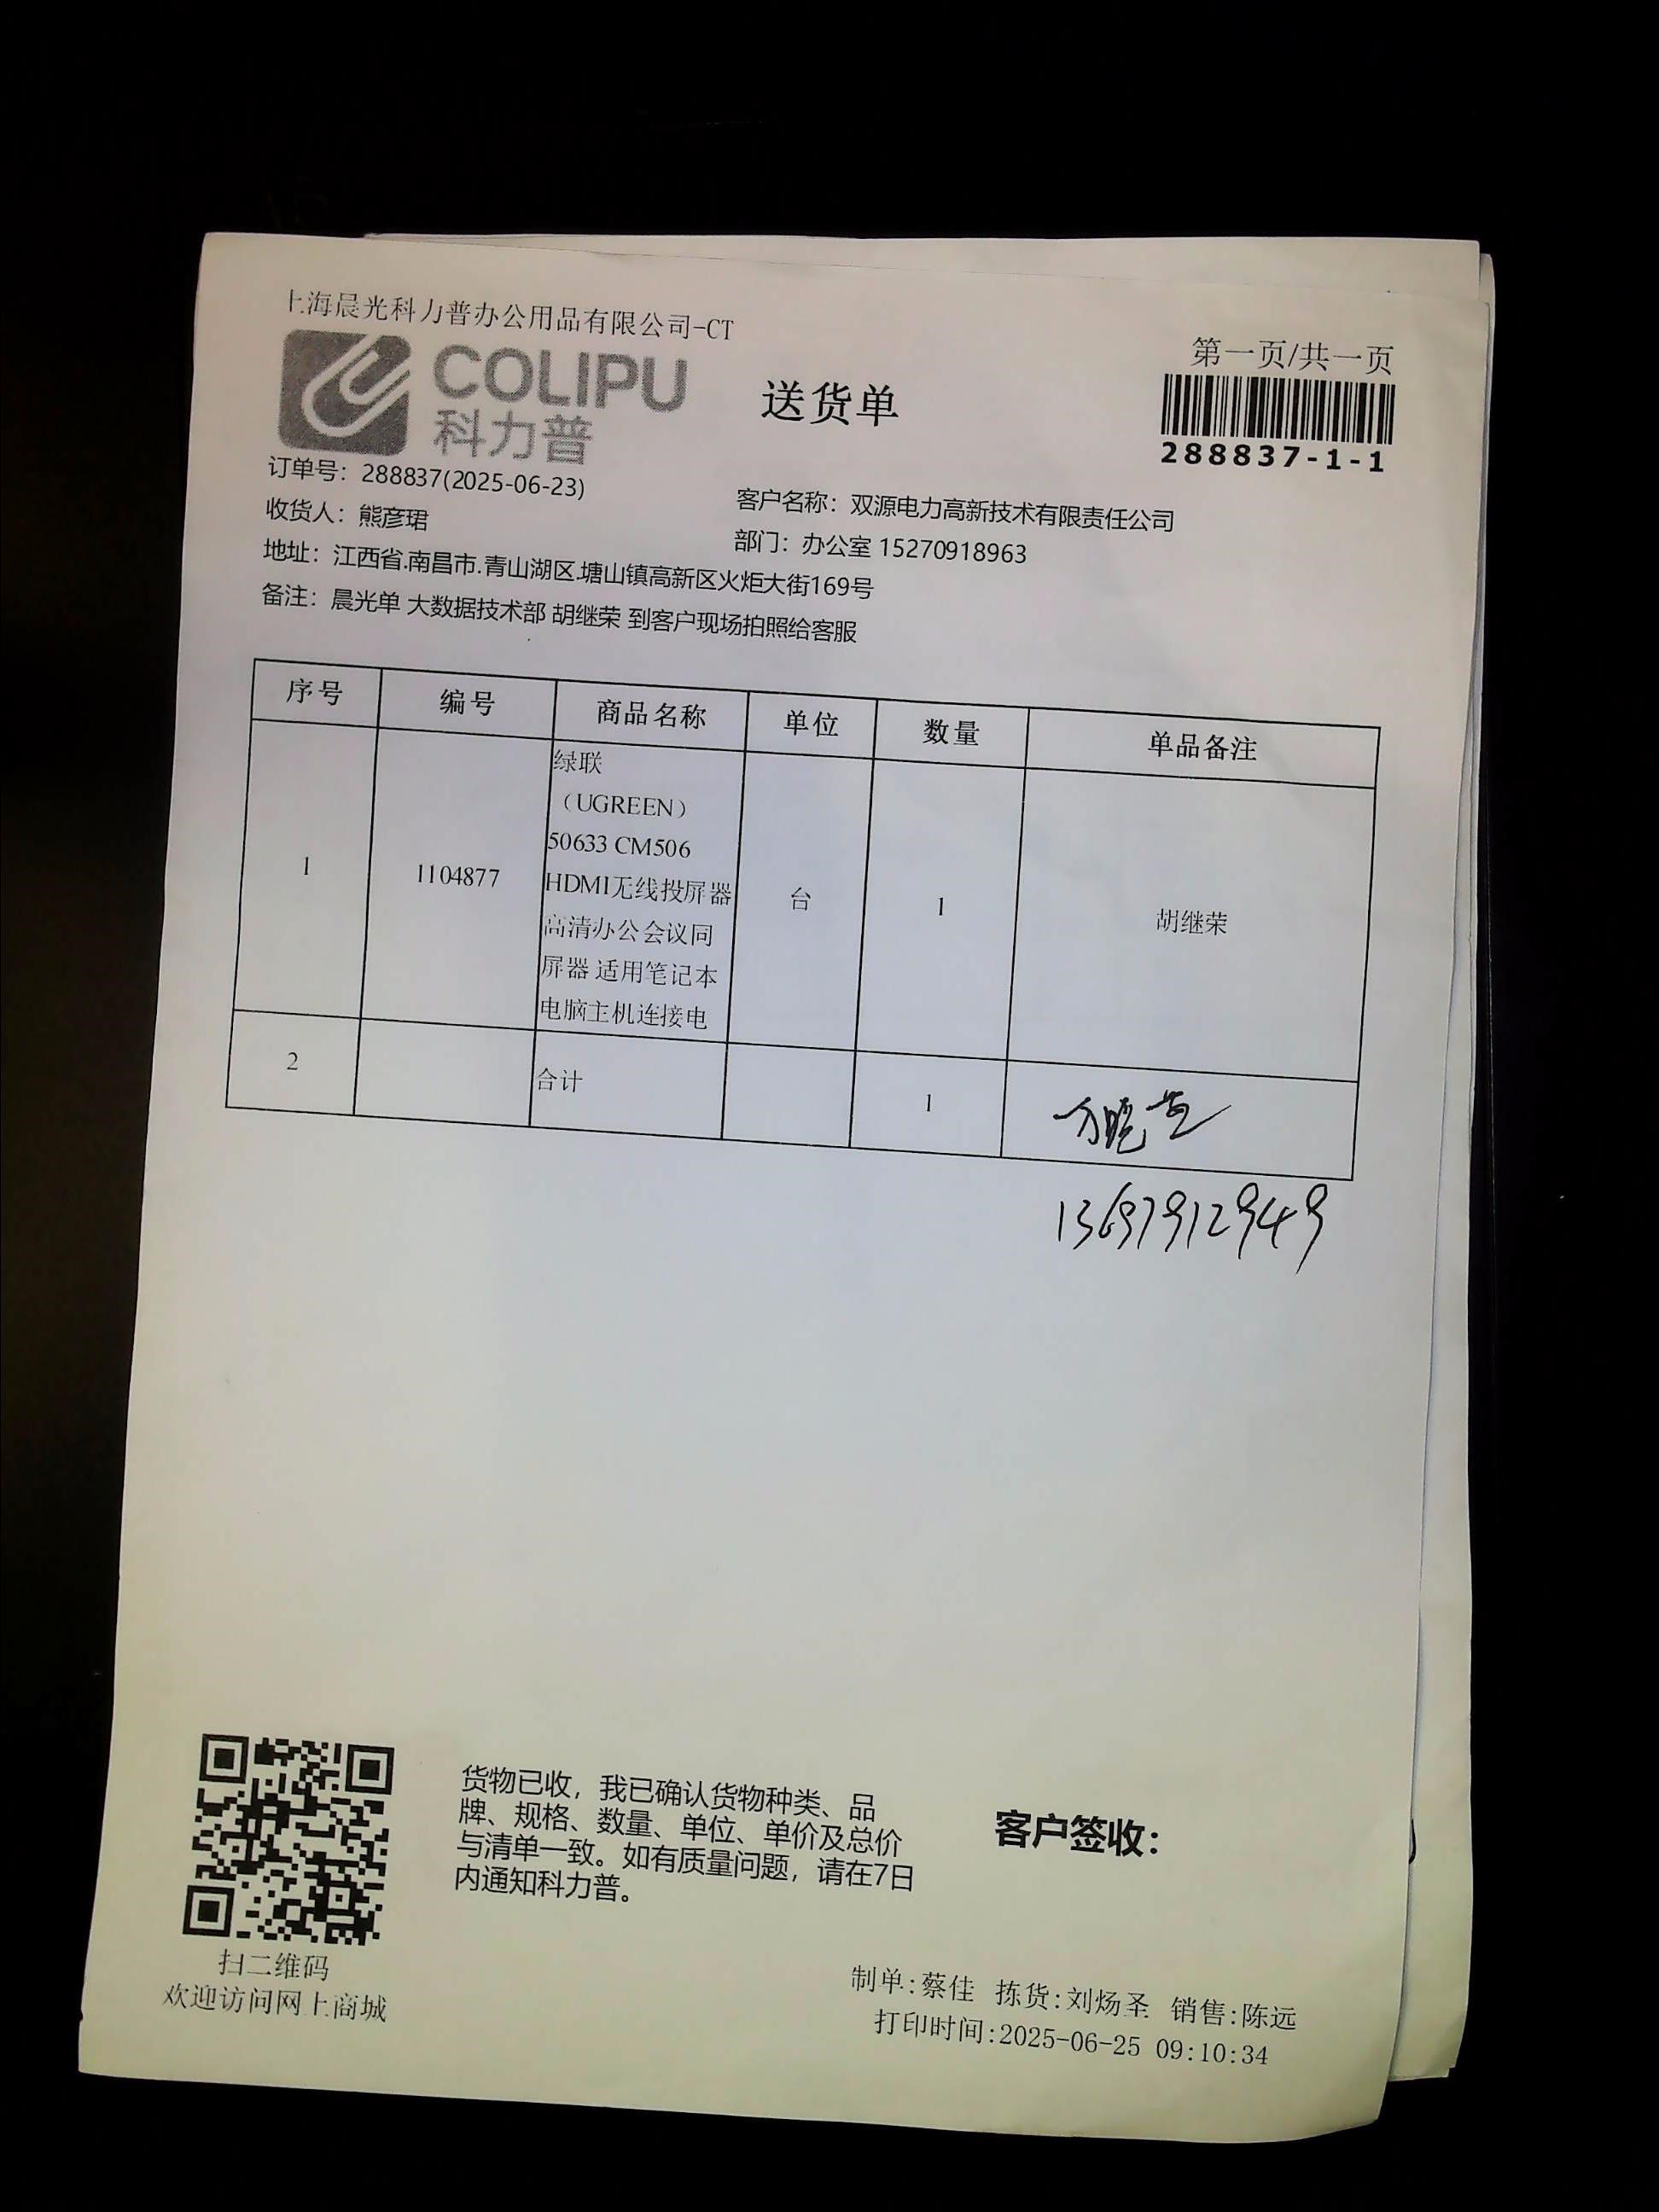 上海晨光科力普办公用品有限公司-CT
COLIPU
科力普
送货单
第一页/共一页
288837-1-1
订单号：288837(2025-06-23)
客户名称：双源电力高新技术有限责任公司
收货人：熊彦珺
部门：办公室 15270918963
地址：江西省.南昌市.青山湖区.塘山镇高新区火炬大街169号
备注：晨光单 大数据技术部 胡继荣 到客户现场拍照给客服
序号 编号 商品名称 单位 数量 单品备注
1 1104877 绿联
（UGREEN）
50633 CM506
HDMI无线投屏器
高清办公会议同
屏器 适用笔记本
电脑主机连接电
台 1 胡继荣
2 合计 1
13697912949
货物已收，我已确认货物种类、品
牌、规格、数量、单位、单价及总价
与清单一致。如有质量问题，请在7日
内通知科力普。
客户签收：
扫二维码
欢迎访问网上商城
制单:蔡佳 拣货:刘炀圣 销售:陈远
打印时间:2025-06-25 09:10:34